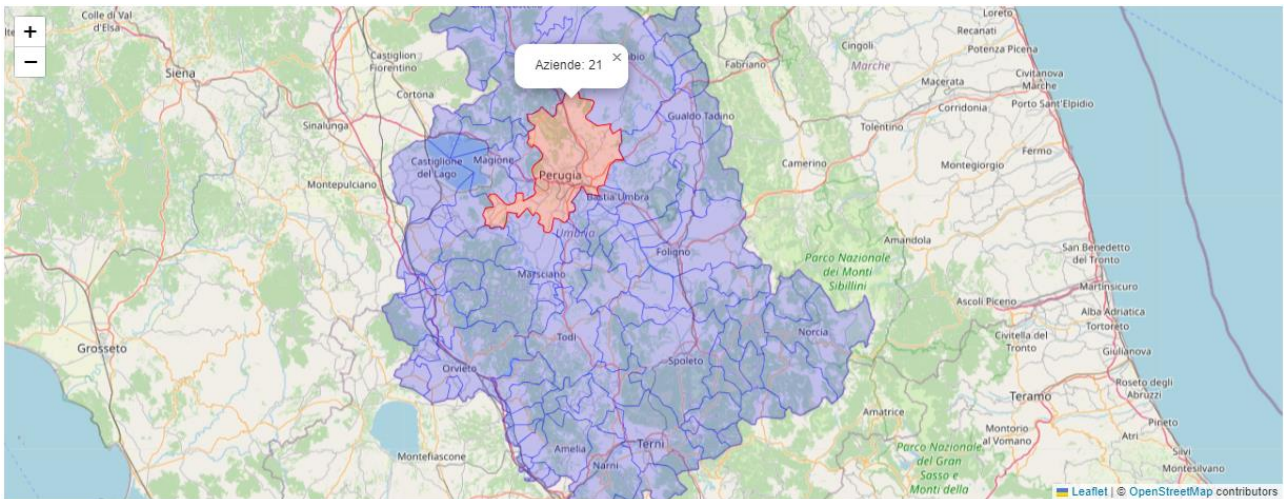 Colle di Val
d'Elsa
Loreto
Recanati
Potenza Picena
+
−
Aziende: 21 ×
Castiglion
Fiorentino
Fabriano
Cingoli
Marche
Macerata
Civitanova
Marche
Siena
Cortona
Corridonia
Porto Sant'Elpidio
Gualdo Tadino
Sinalunga
Tolentino
Fermo
Castiglione
del Lago
Magione
Camerino
Montegiorgio
Montepulciano
Perugia
Bastia Umbra
Umbria
Amandola
Foligno
San Benedetto
del Tronto
Parco Nazionale
dei Monti
Sibillini
Marsciano
Martinsicuro
Ascoli Piceno
Alba Adriatica
Tortoreto
Norcia
Civitella del
Tronto
Grosseto
Todi
Giulianova
Orvieto
Spoleto
Roseto degli
Abruzzi
Teramo
Amatrice
Pineto
Montorio
al Vomano
Atri
Terni
Amelia
Parco Nazionale
del Gran
Sasso e
Monti della
Silvi
Montefiascone
Narni
Montesilvano
Leaflet | © OpenStreetMap contributors